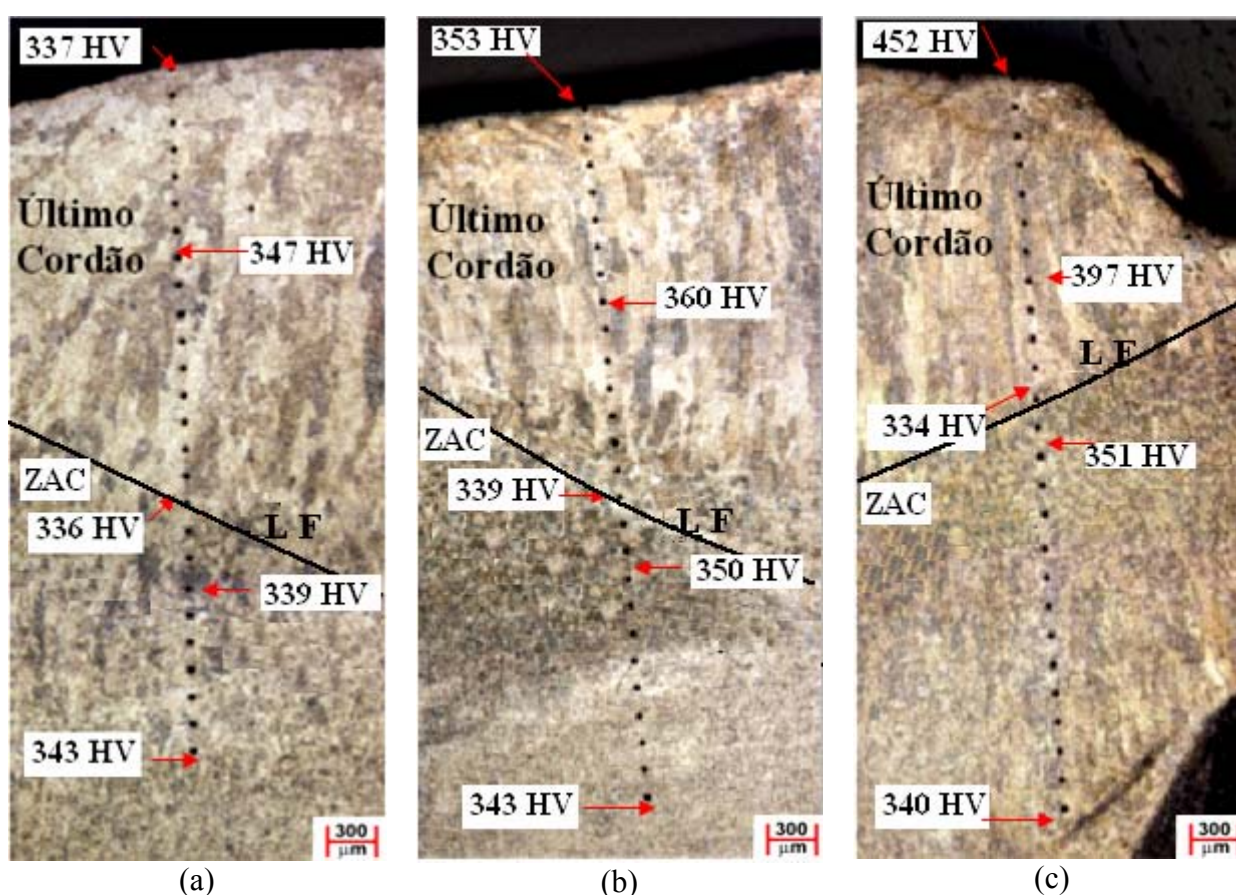 337 HV
Último
Cordão
347 HV
ZAC
336 HV
L F
339 HV
343 HV
300
µm
(a)
353 HV
Último
Cordão
360 HV
ZAC
339 HV
L F
350 HV
343 HV
300
µm
(b)
452 HV
Último
Cordão
397 HV
L F
334 HV
351 HV
ZAC
340 HV
300
µm
(c)